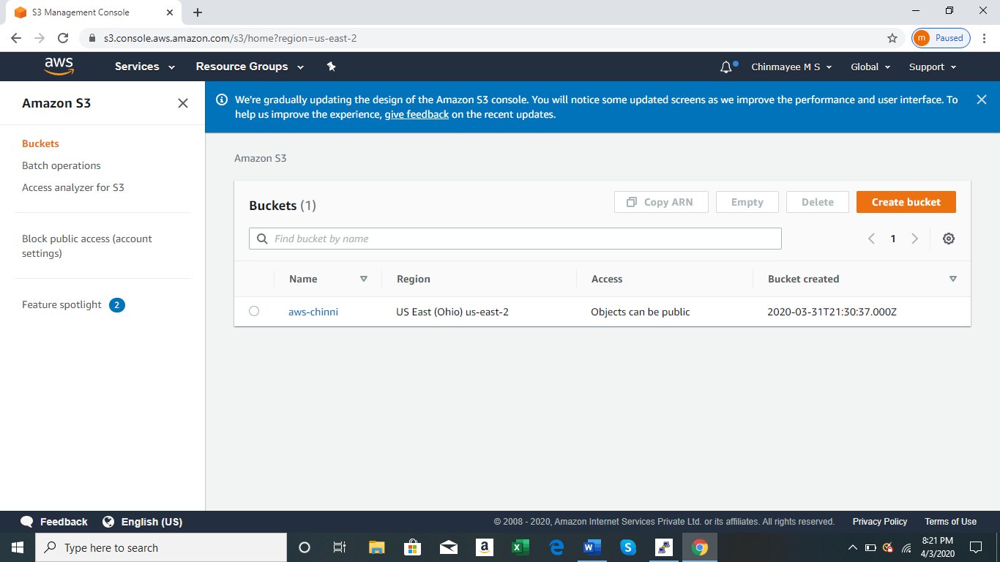 S3 Management Console
s3.console.aws.amazon.com/s3/home?region=us-east-2
m Paused
aws Services Resource Groups Chinmayee M S Global Support
Amazon S3
Buckets
Batch operations
Access analyzer for S3
Block public access (account
settings)
Feature spotlight 2
We're gradually updating the design of the Amazon S3 console. You will notice some updated screens as we improve the performance and user interface. To
help us improve the experience, give feedback on the recent updates.
Amazon S3
Buckets (1)
Copy ARN Empty Delete Create bucket
Find bucket by name
1
Name Region Access Bucket created
aws-chinni US East (Ohio) us-east-2 Objects can be public 2020-03-31T21:30:37.000Z
Feedback English (US) © 2008 - 2020, Amazon Internet Services Private Ltd. or its affiliates. All rights reserved. Privacy Policy Terms of Use
Type here to search
8:21 PM
4/3/2020